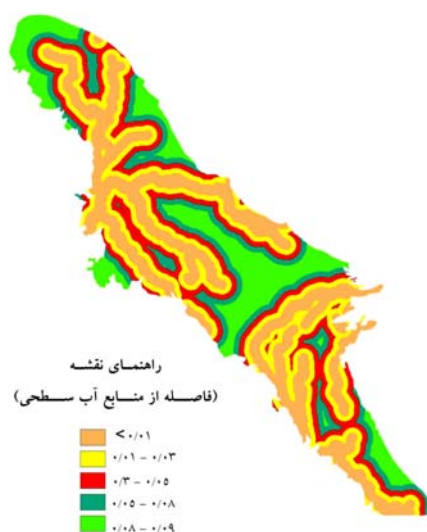 راهنمای نقشه
(فاصله از منابع آب سطحی)
<۰/۰۱
۰/۰۱ - ۰/۰۳
۰/۳ - ۰/۰۵
۰/۰۵ - ۰/۰۸
۰/۰۸ - ۰/۰۹